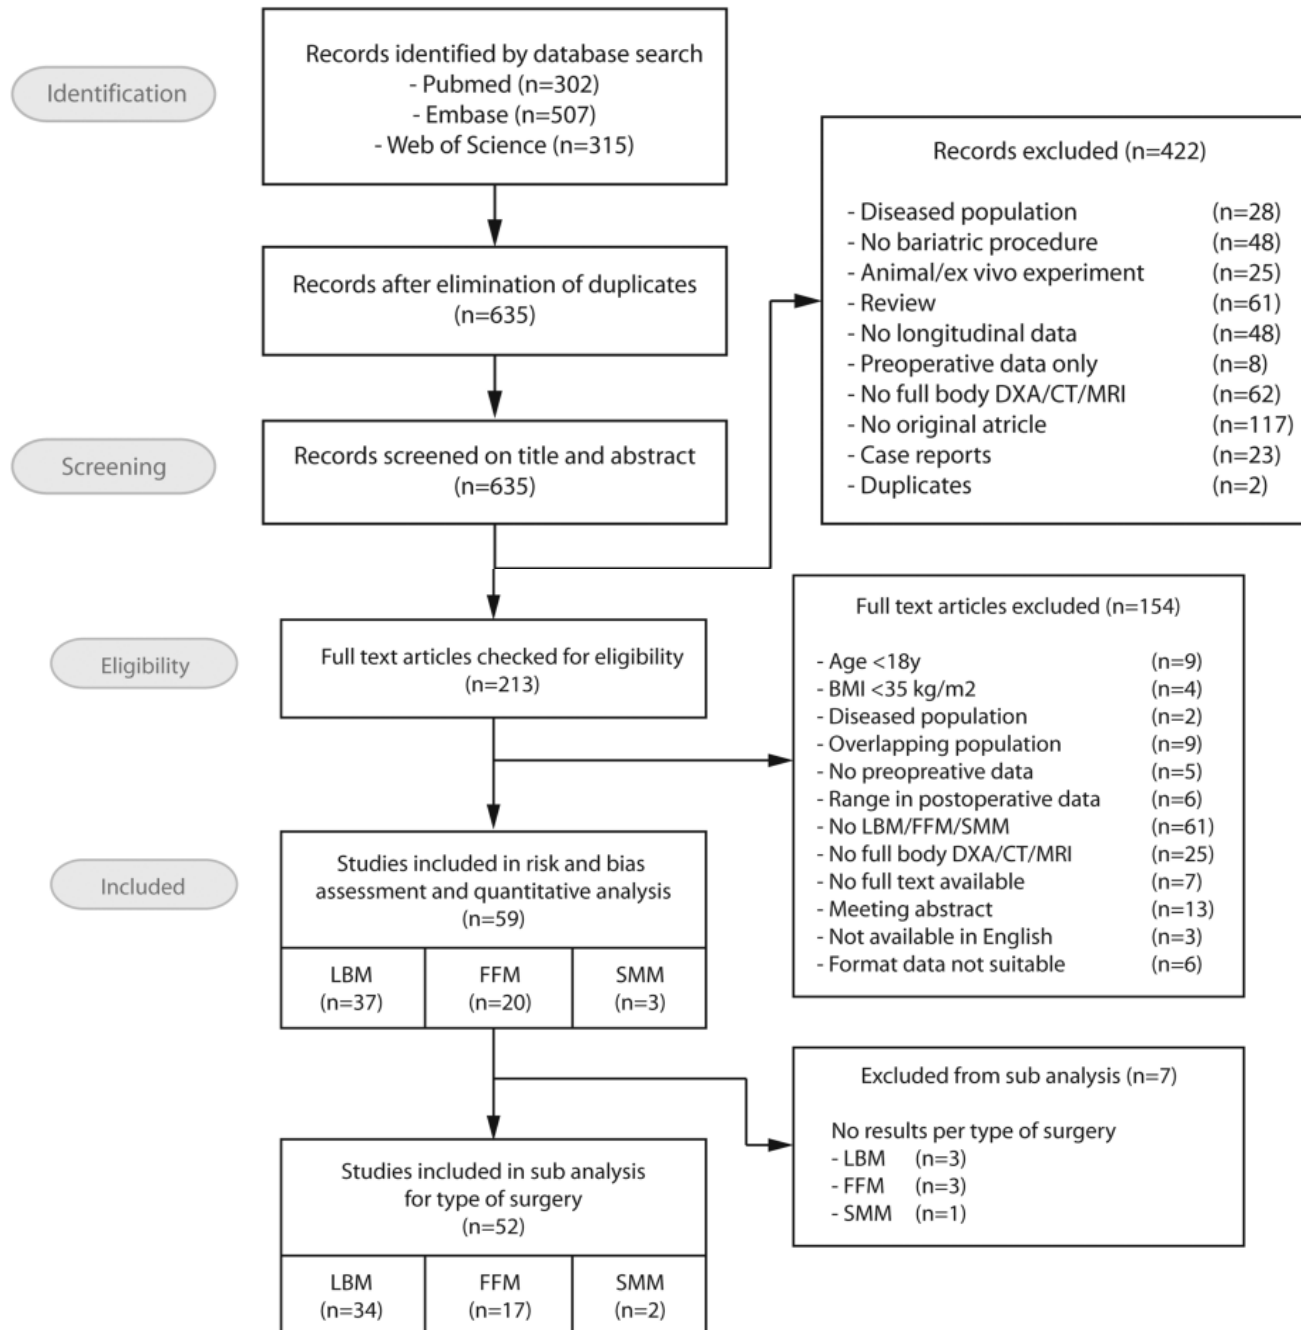 Identification
Records identified by database search
- Pubmed (n=302)
- Embase (n=507)
- Web of Science (n=315)
Records after elimination of duplicates
(n=635)
Screening
Records screened on title and abstract
(n=635)
Records excluded (n=422)
- Diseased population (n=28)
- No bariatric procedure (n=48)
- Animal/ex vivo experiment (n=25)
- Review (n=61)
- No longitudinal data (n=48)
- Preoperative data only (n=8)
- No full body DXA/CT/MRI (n=62)
- No original atricle (n=117)
- Case reports (n=23)
- Duplicates (n=2)
Eligibility
Full text articles checked for eligibility
(n=213)
Full text articles excluded (n=154)
- Age <18y (n=9)
- BMI <35 kg/m2 (n=4)
- Diseased population (n=2)
- Overlapping population (n=9)
- No preopreative data (n=5)
- Range in postoperative data (n=6)
- No LBM/FFM/SMM (n=61)
- No full body DXA/CT/MRI (n=25)
- No full text available (n=7)
- Meeting abstract (n=13)
- Not available in English (n=3)
- Format data not suitable (n=6)
Included
Studies included in risk and bias
assessment and quantitative analysis
(n=59)
LBM FFM SMM
(n=37) (n=20) (n=3)
Excluded from sub analysis (n=7)
No results per type of surgery
- LBM (n=3)
- FFM (n=3)
- SMM (n=1)
Studies included in sub analysis
for type of surgery
(n=52)
LBM FFM SMM
(n=34) (n=17) (n=2)